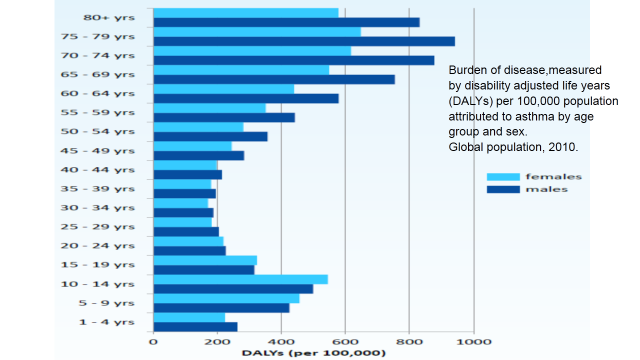 80+ yrs
75 - 79 yrs
70 - 74 yrs
65 - 69 yrs
60 - 64 yrs
55 - 59 yrs
50 - 54 yrs
45 - 49 yrs
40 - 44 yrs
35 - 39 yrs
30 - 34 yrs
25 - 29 yrs
20 - 24 yrs
15 - 19 yrs
10 - 14 yrs
5 - 9 yrs
1 - 4 yrs
Burden of disease,measured
by disability adjusted life years
(DALYs) per 100,000 population
attributed to asthma by age
group and sex.
Global population, 2010.
females
males
0 200 400 600 800 1000
DALYs (per 100,000)